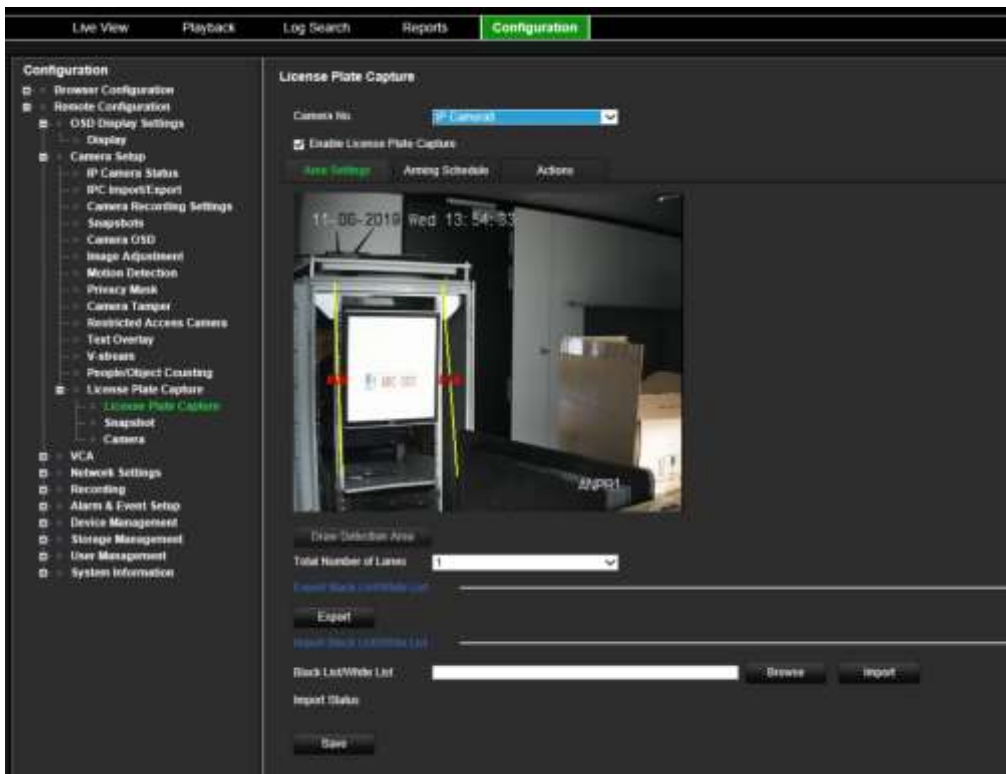 Live View Playback Log Search Reports Configuration
Configuration
Browser Configuration
Remote Configuration
OSD Display Settings
Display
Camera Setup
IP Camera Status
IPC Import/Export
Camera Recording Settings
Snapshots
Camera OSD
Image Adjustment
Motion Detection
Privacy Mask
Camera Tamper
Restricted Access Camera
Text Overlay
V-stream
People/Object Counting
License Plate Capture
License Plate Capture
Snapshot
Camera
VCA
Network Settings
Recording
Alarm & Event Setup
Device Management
Storage Management
User Management
System Information
License Plate Capture
Camera No.
Enable License Plate Capture
Area Settings Arming Schedule Actions
11-06-2019 Wed 13:54:33
ANPR1
Draw Detection Area
Total Number of Lanes 1
Export Black List/White List
Export
Import Black List/White List
Black List/White List Browse Import
Import Status
Save